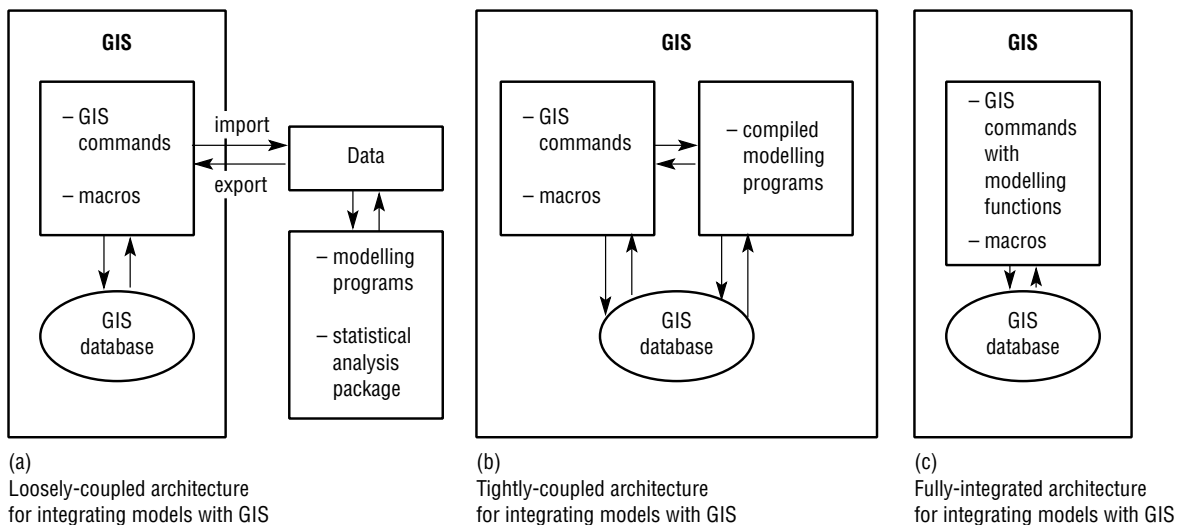 GIS
– GIS
commands
– macros
import
export
Data
– modelling
programs
– statistical
analysis
package
GIS
database
(a)
Loosely-coupled architecture
for integrating models with GIS
GIS
– GIS
commands
– macros
– compiled
modelling
programs
GIS
database
(b)
Tightly-coupled architecture
for integrating models with GIS
GIS
– GIS
commands
with
modelling
functions
– macros
GIS
database
(c)
Fully-integrated architecture
for integrating models with GIS